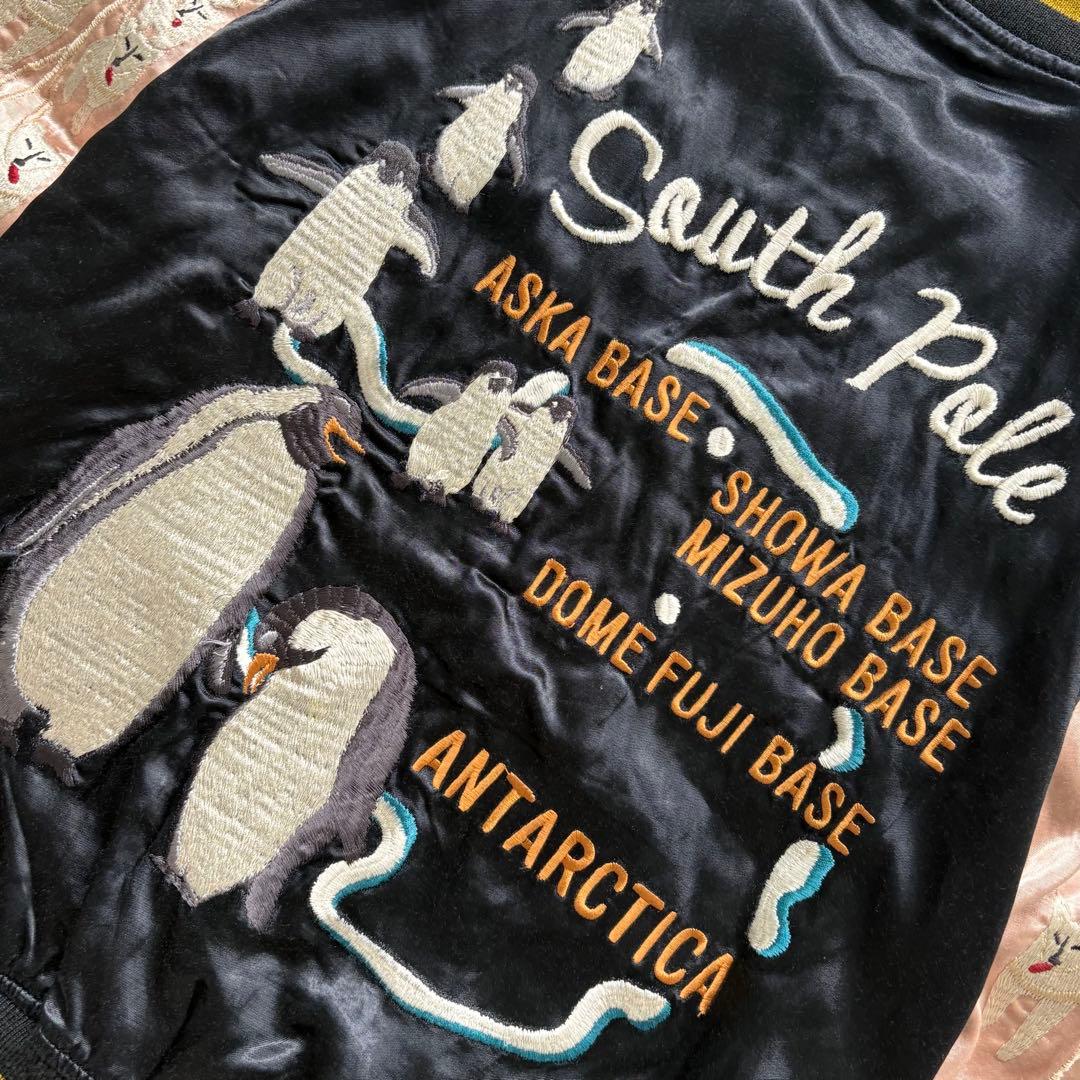 South Pole
ASKA BASE
SHOWA BASE
MIZUHO BASE
DOME FUJI BASE
ANTARCTICA